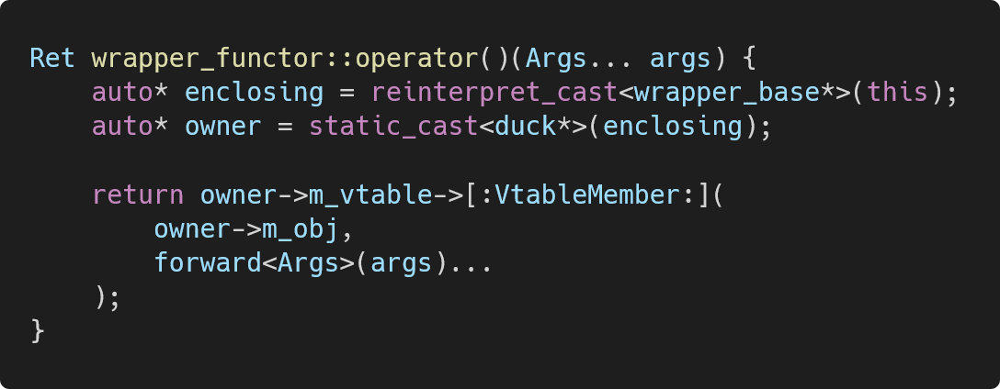 Ret wrapper_functor::operator()(Args... args) {
    auto* enclosing = reinterpret_cast<wrapper_base*>(this);
    auto* owner = static_cast<duck*>(enclosing);

    return owner->m_vtable->[:VtableMember:](
        owner->m_obj,
        forward<Args>(args)...
    );
}